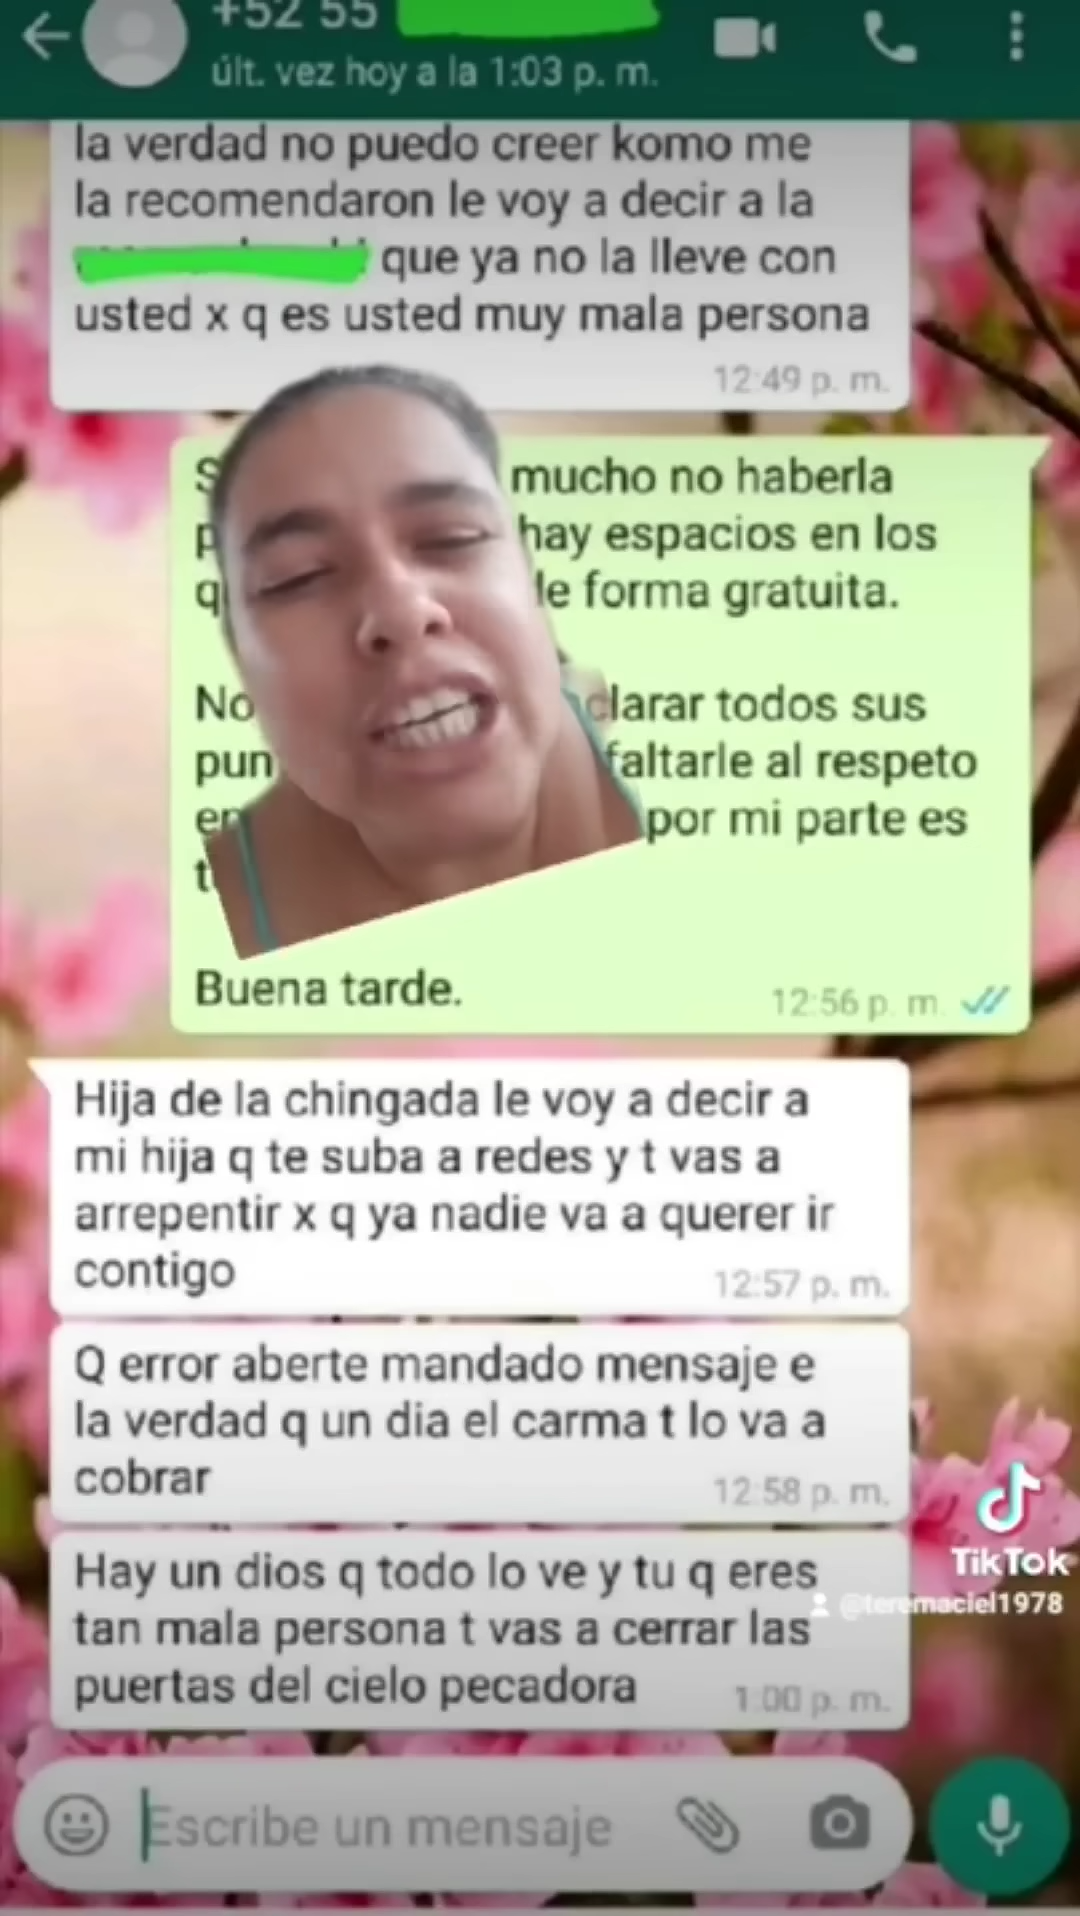 +52 55
últ. vez hoy a la 1:03 p. m.
la verdad no puedo creer komo me
la recomendaron le voy a decir a la
que ya no la lleve con
usted x q es usted muy mala persona
12:49 p. m.
mucho no haberla
hay espacios en los
de forma gratuita.
No clarar todos sus
pun faltarle al respeto
en por mi parte es
Buena tarde.
12:56 p. m.
Hija de la chingada le voy a decir a
mi hija q te suba a redes y t vas a
arrepentir x q ya nadie va a querer ir
contigo
12:57 p. m.
Q error aberte mandado mensaje e
la verdad q un dia el carma t lo va a
cobrar
12:58 p. m.
Hay un dios q todo lo ve y tu q eres
tan mala persona t vas a cerrar las
puertas del cielo pecadora
1:00 p. m.
TikTok
@teremaciel1978
Escribe un mensaje